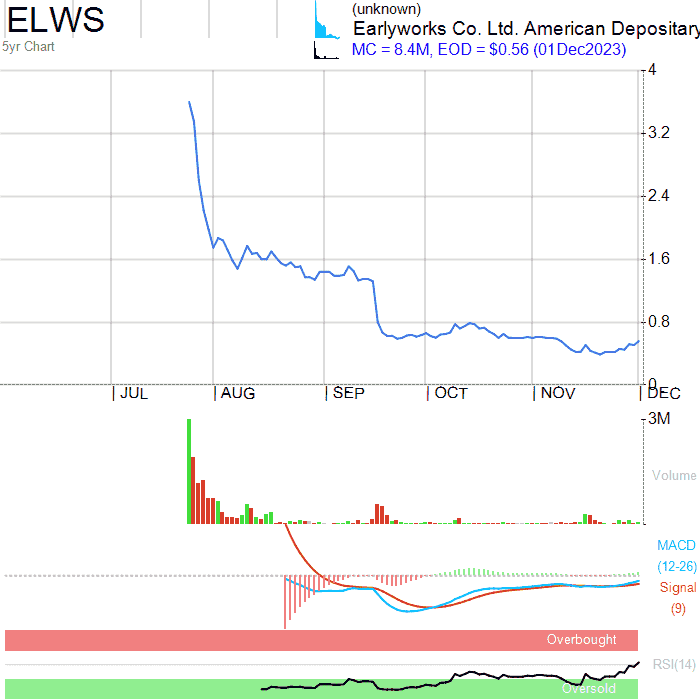 ELWS
5yr Chart
(unknown)
Earlyworks Co. Ltd. American Depositary
MC = 8.4M, EOD = $0.56 (01Dec2023)
4
3.2
2.4
1.6
0.8
0
JUL AUG SEP OCT NOV DEC
3M
Volume
MACD
(12-26)
Signal
(9)
Overbought
RSI(14)
Oversold